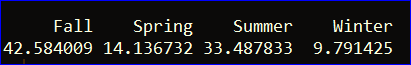 Fall Spring Summer Winter
42.584009 14.136732 33.487833 9.791425